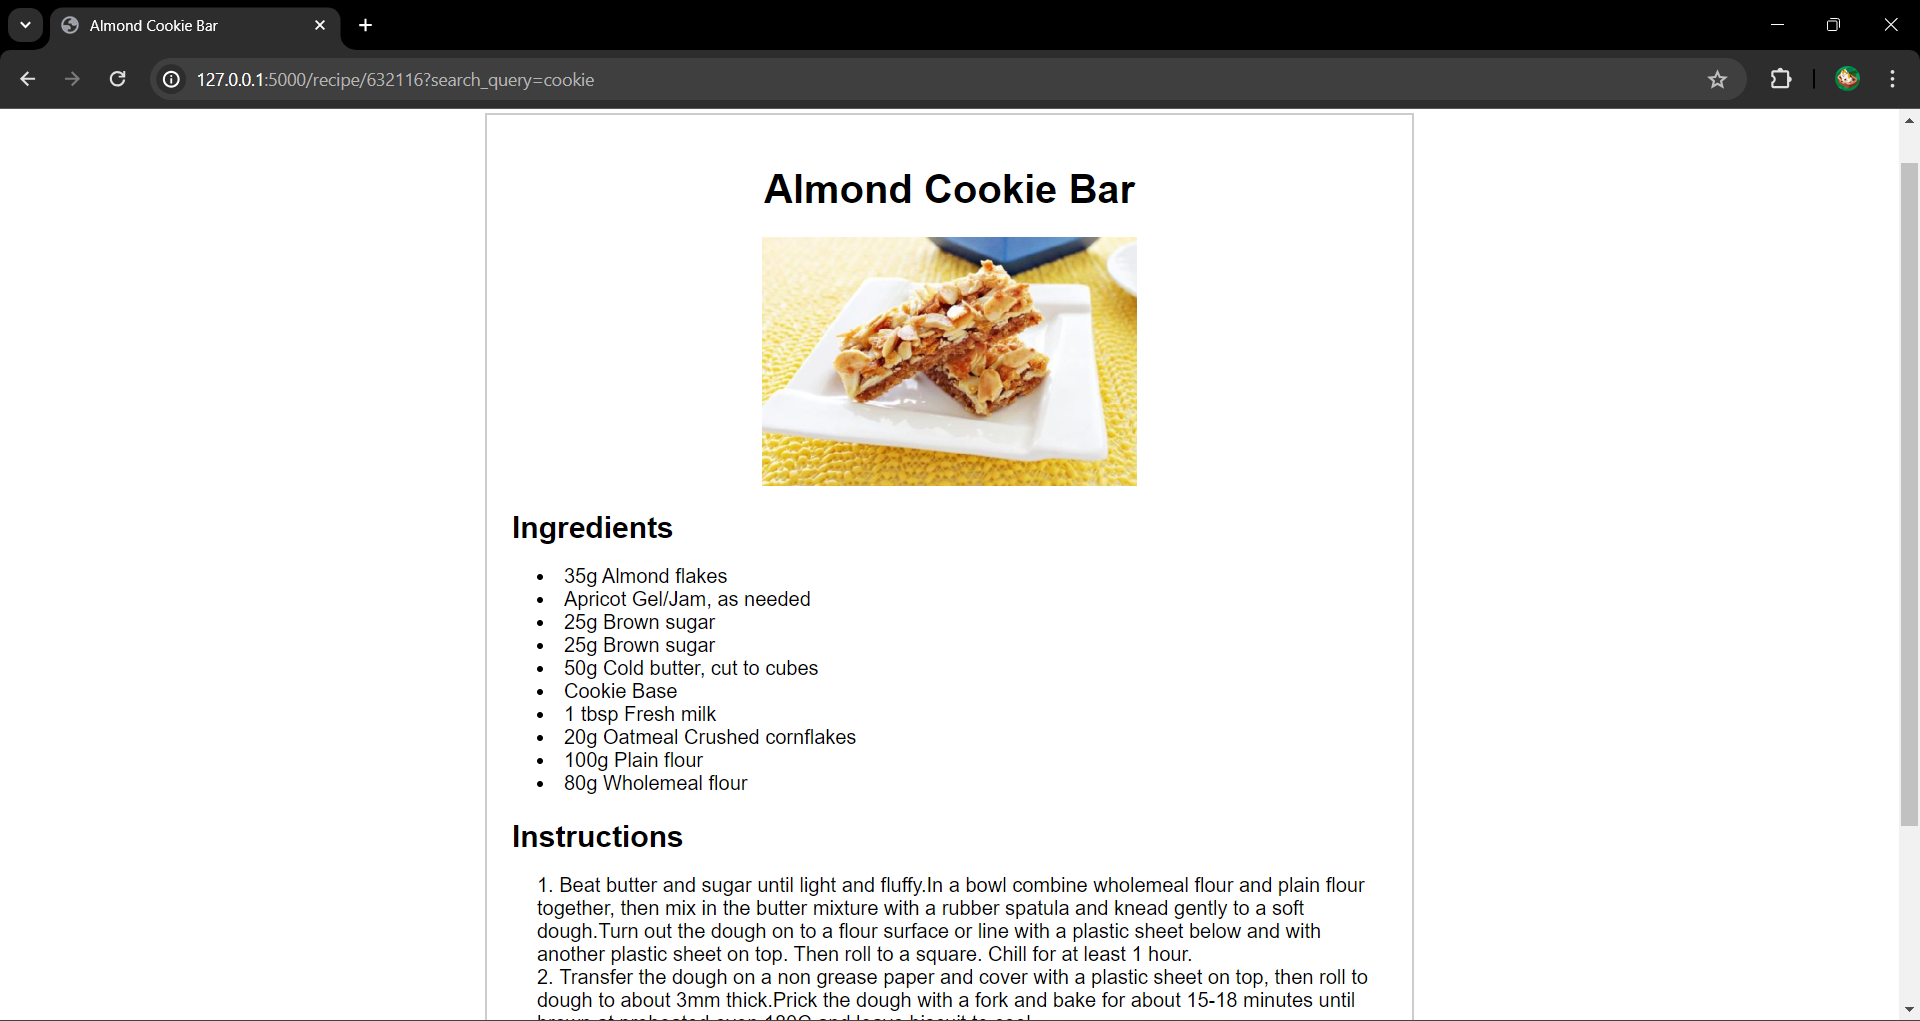 Almond Cookie Bar
127.0.0.1:5000/recipe/632116?search_query=cookie
Almond Cookie Bar
Ingredients
35g Almond flakes
Apricot Gel/Jam, as needed
25g Brown sugar
25g Brown sugar
50g Cold butter, cut to cubes
Cookie Base
1 tbsp Fresh milk
20g Oatmeal Crushed cornflakes
100g Plain flour
80g Wholemeal flour
Instructions
1. Beat butter and sugar until light and fluffy.In a bowl combine wholemeal flour and plain flour
together, then mix in the butter mixture with a rubber spatula and knead gently to a soft
dough.Turn out the dough on to a flour surface or line with a plastic sheet below and with
another plastic sheet on top. Then roll to a square. Chill for at least 1 hour.
2. Transfer the dough on a non grease paper and cover with a plastic sheet on top, then roll to
dough to about 3mm thick.Prick the dough with a fork and bake for about 15-18 minutes until